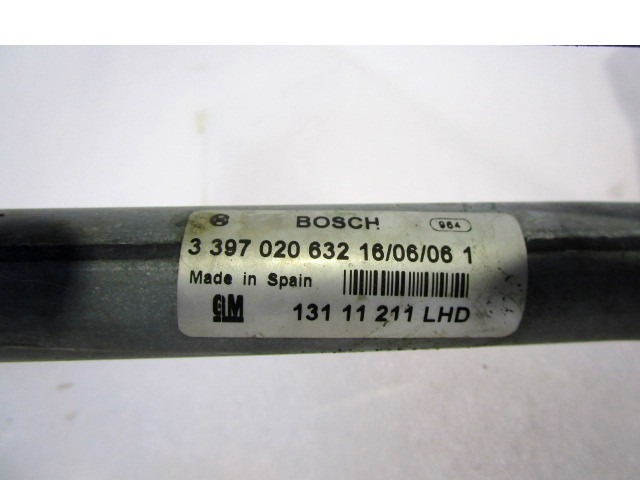 BOSCH 964
3 397 020 632 16/06/06 1
Made in Spain
GM 131 11 211 LHD